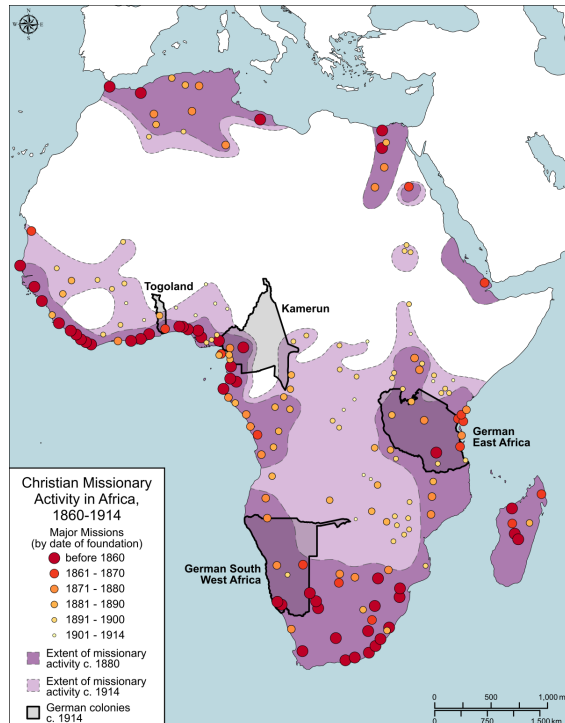 N
W
E
S
Togoland
Kamerun
German
East Africa
German South
West Africa
Christian Missionary
Activity in Africa,
1860-1914
Major Missions
(by date of foundation)
before 1860
1861 - 1870
1871 - 1880
1881 - 1890
1891 - 1900
1901 - 1914
Extent of missionary
activity c. 1880
Extent of missionary
activity c. 1914
German colonies
c. 1914
0 500 1,000 mi
0 750 1,500 km